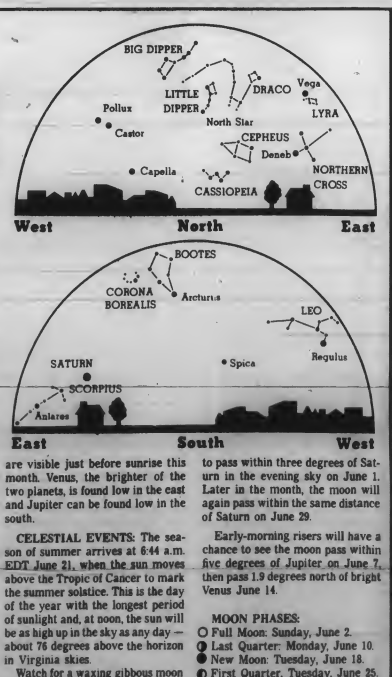 BIG DIPPER
LITTLE
DIPPER
DRACO
Vega
LYRA
Pollux
Castor
North Star
CEPHEUS
Deneb
Capella
NORTHERN
CROSS
CASSIOPEIA
West North East
BOOTES
CORONA
BOREALIS
Arcturus
LEO
Regulus
SATURN
Spica
SCORPIUS
Antares
East South West
are visible just before sunrise this
month. Venus, the brighter of the
two planets, is found low in the east
and Jupiter can be found low in the
south.
CELESTIAL EVENTS: The sea-
son of summer arrives at 6:44 a.m.
EDT June 21, when the sun moves
above the Tropic of Cancer to mark
the summer solstice. This is the day
of the year with the longest period
of sunlight and, at noon, the sun will
be as high up in the sky as any day —
about 76 degrees above the horizon
in Virginia skies.
Watch for a waxing gibbous moon
to pass within three degrees of Sat-
urn in the evening sky on June 1.
Later in the month, the moon will
again pass within the same distance
of Saturn on June 29.
Early-morning risers will have a
chance to see the moon pass within
five degrees of Jupiter on June 7,
then pass 1.9 degrees north of bright
Venus June 14.
MOON PHASES:
Full Moon: Sunday, June 2.
Last Quarter: Monday, June 10.
New Moon: Tuesday, June 18.
First Quarter, Tuesday, June 25.